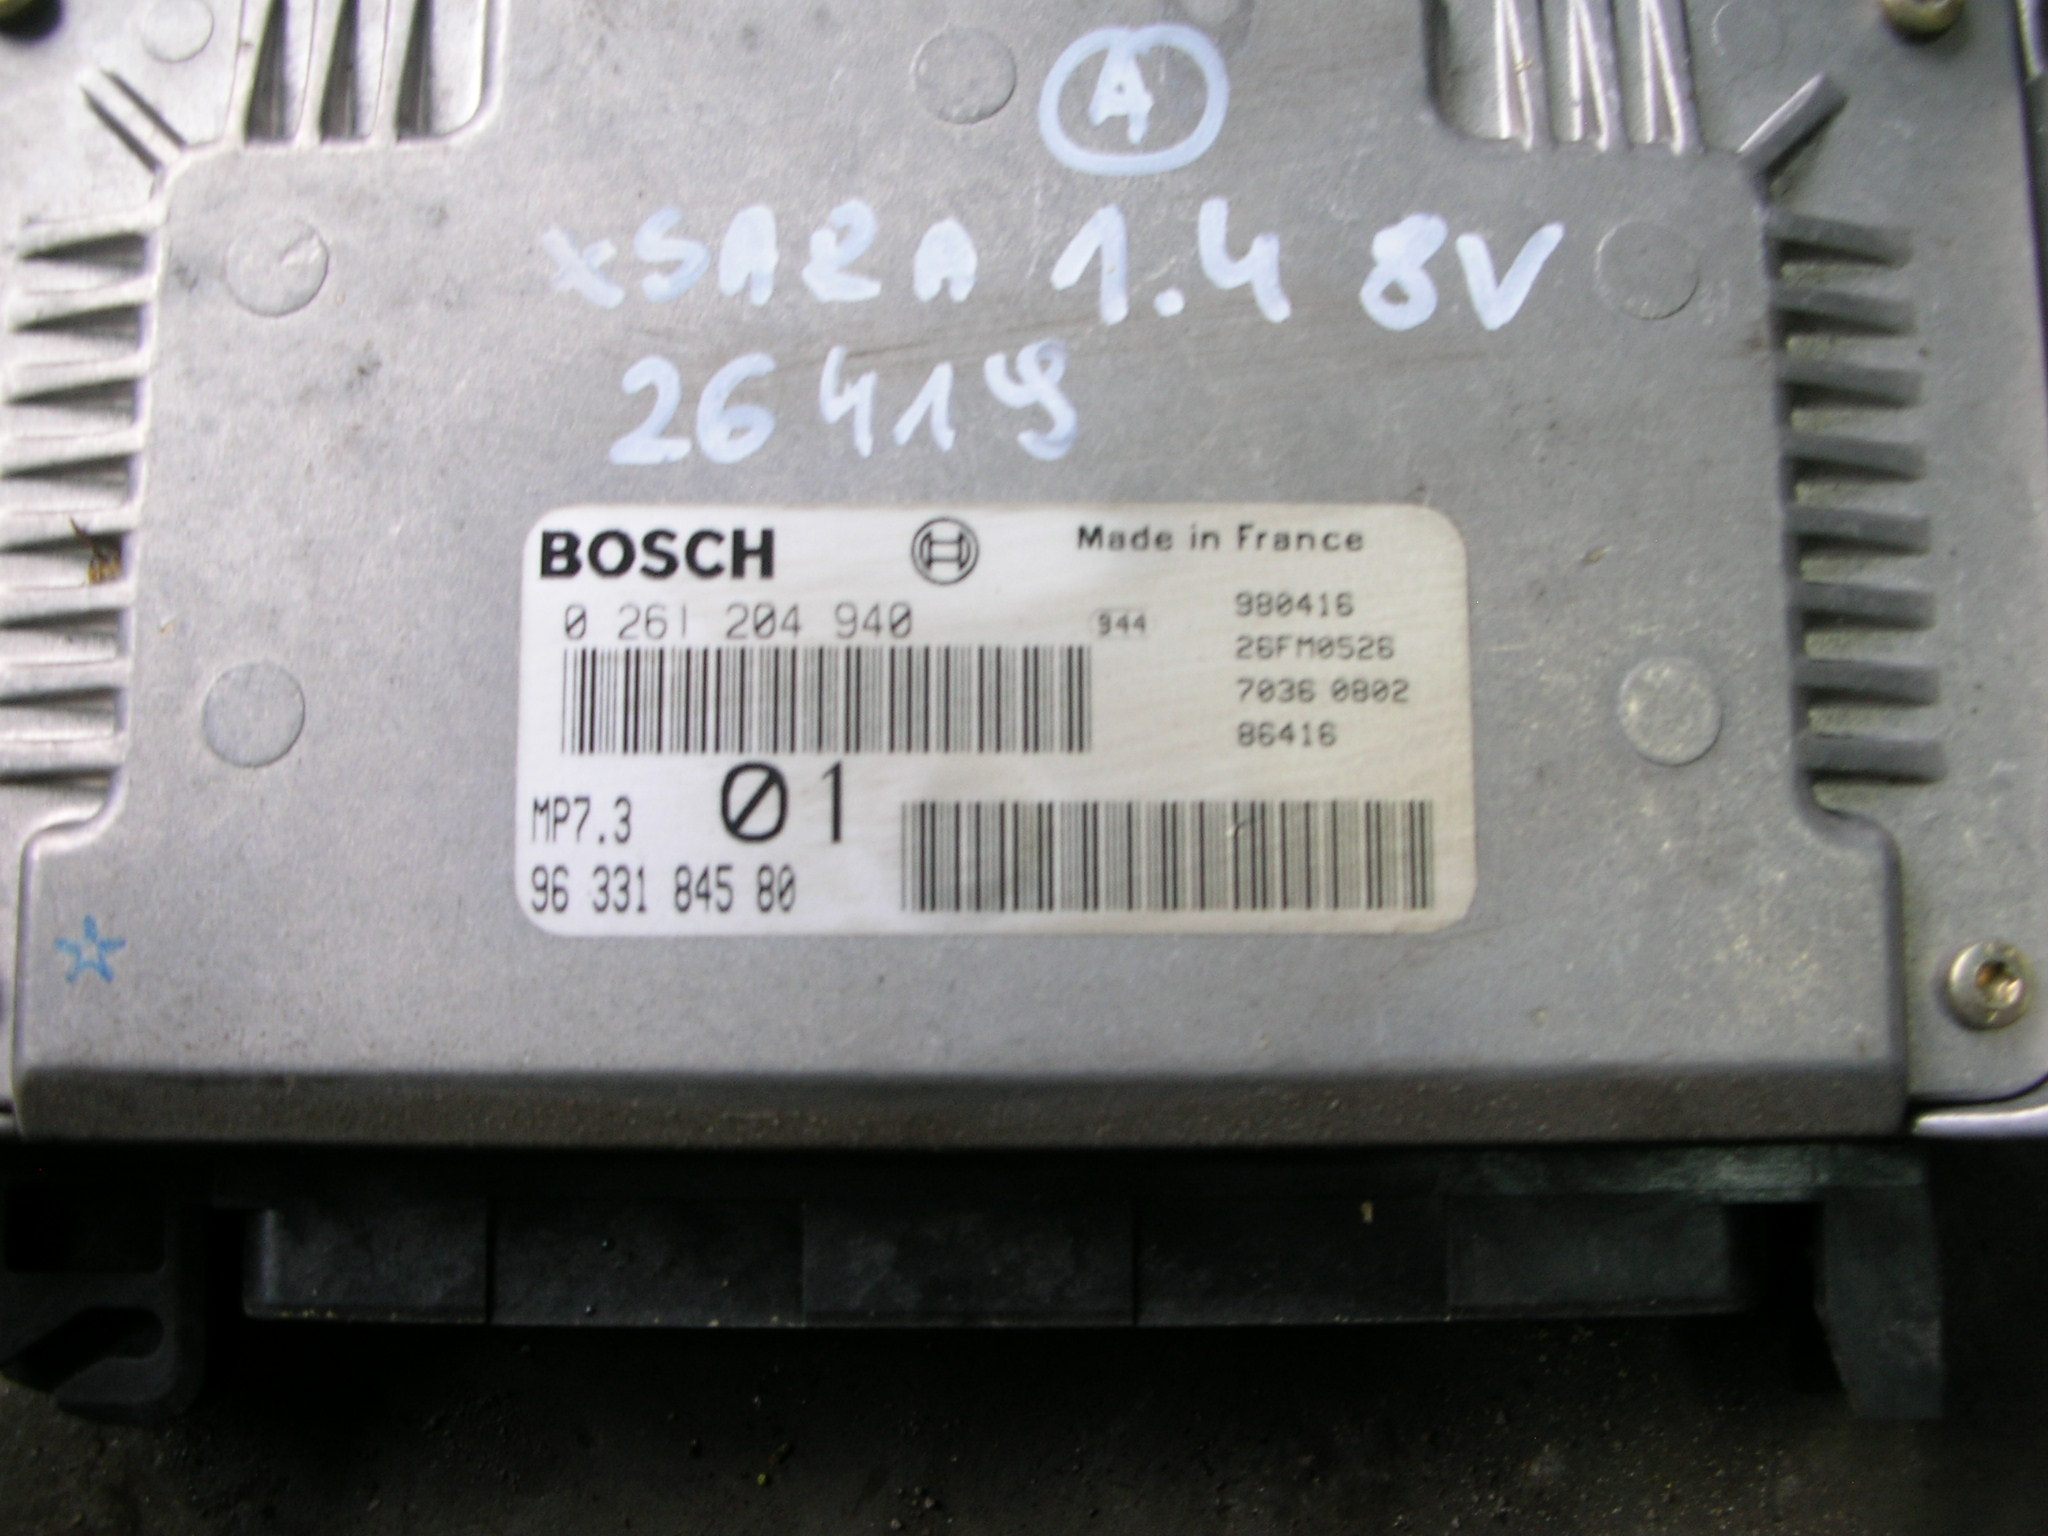 A
XSARA 1.4 8V
26419
BOSCH Made in France
0 261 204 940 944 980416
26FM0526
7036 0802
86416
MP7.3 01
96 331 845 80